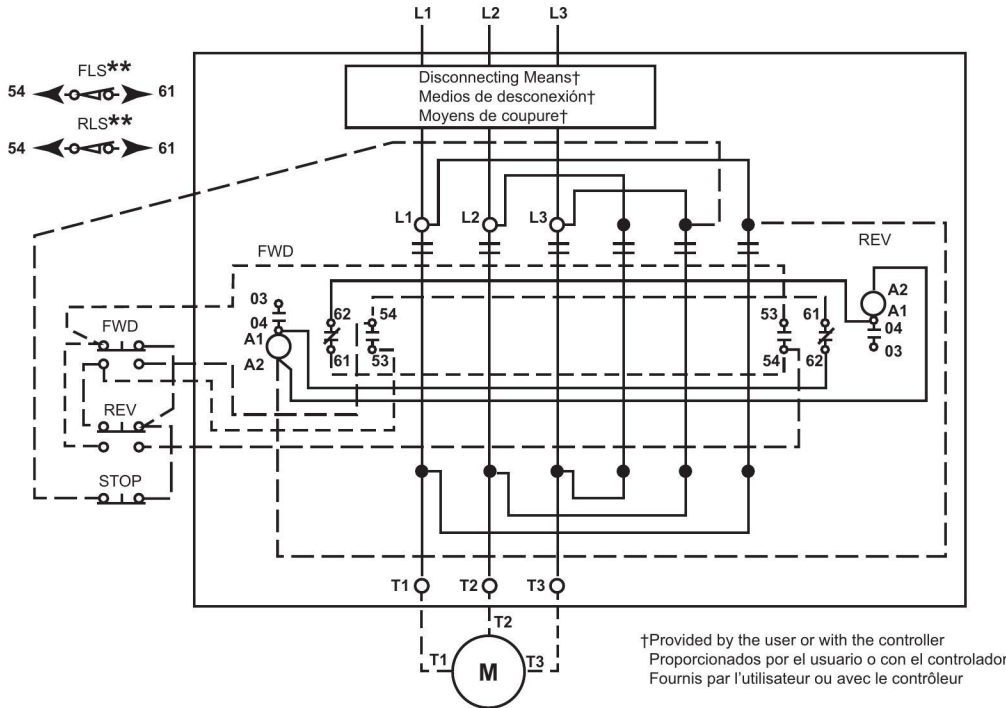 L1 L2 L3
FLS**
54 61
RLS**
54 61
Disconnecting Means†
Medios de desconexión†
Moyens de coupure†
L1 L2 L3
FWD
REV
03
04
A1
A2
62
61
54
53
53
54
61
62
A2
A1
04
03
FWD
REV
STOP
T1 T2 T3
T2
T1 T3
M
†Provided by the user or with the controller
Proporcionados por el usuario o con el controlador
Fournis par l'utilisateur ou avec le contrôleur